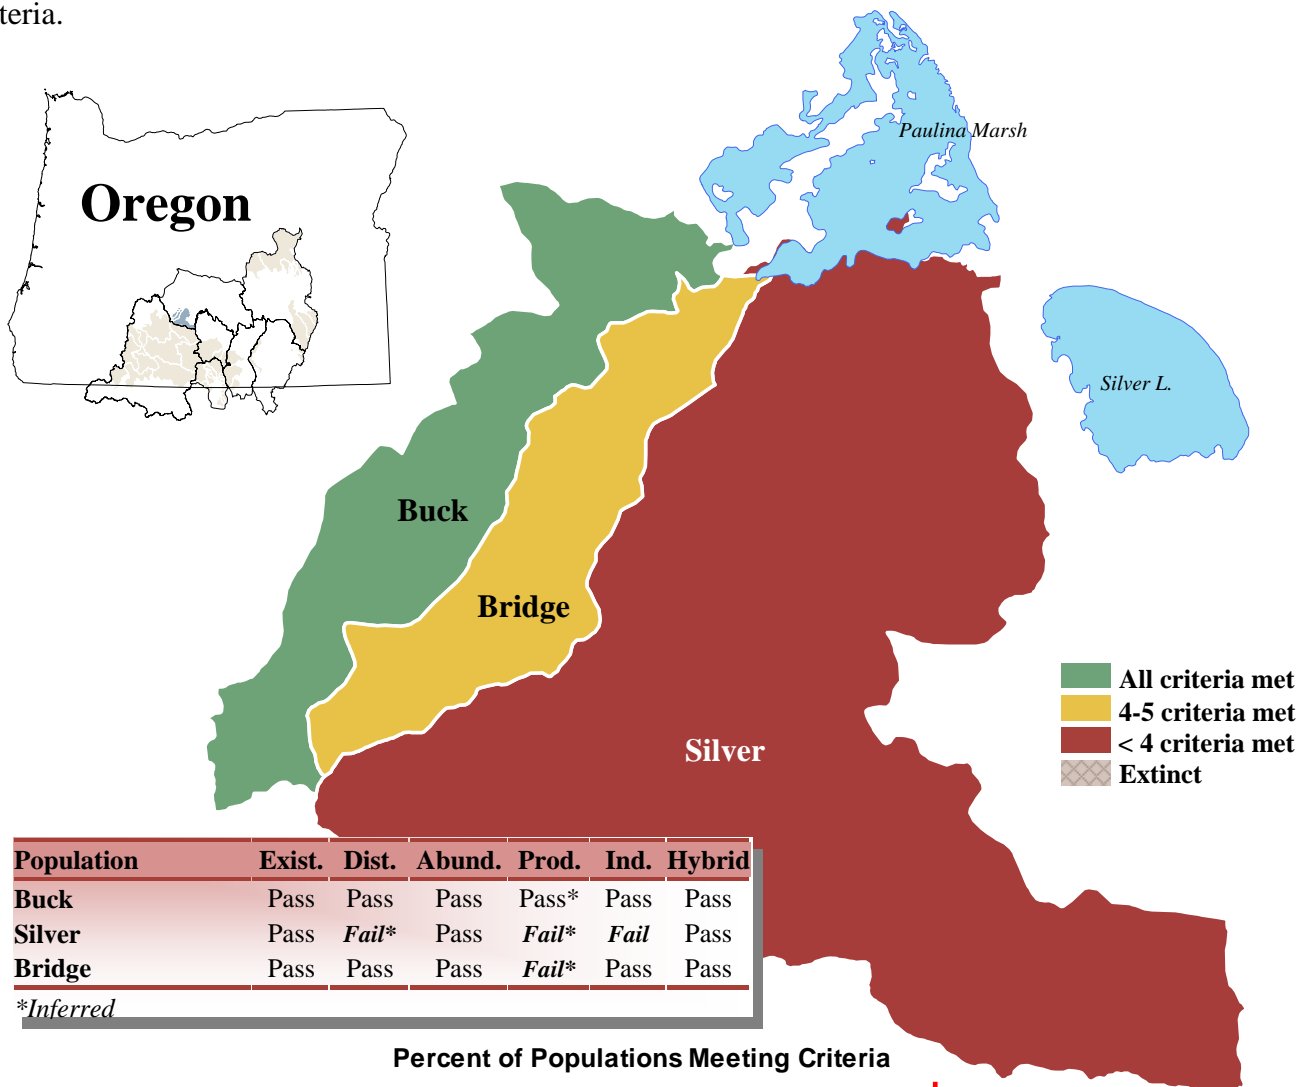 teria.
Paulina Marsh
Oregon
Silver L.
Buck
Bridge
Silver
All criteria met
4-5 criteria met
< 4 criteria met
Extinct
Population Exist. Dist. Abund. Prod. Ind. Hybrid
Buck Pass Pass Pass Pass* Pass Pass
Silver Pass Fail* Pass Fail* Fail Pass
Bridge Pass Pass Pass Fail* Pass Pass
*Inferred
Percent of Populations Meeting Criteria